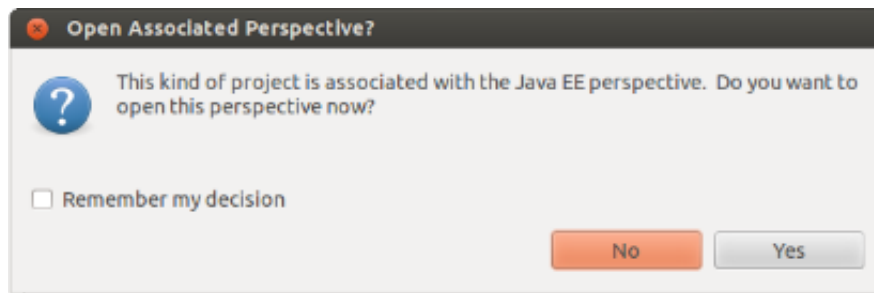 Open Associated Perspective?
This kind of project is associated with the Java EE perspective. Do you want to
open this perspective now?
Remember my decision
No Yes